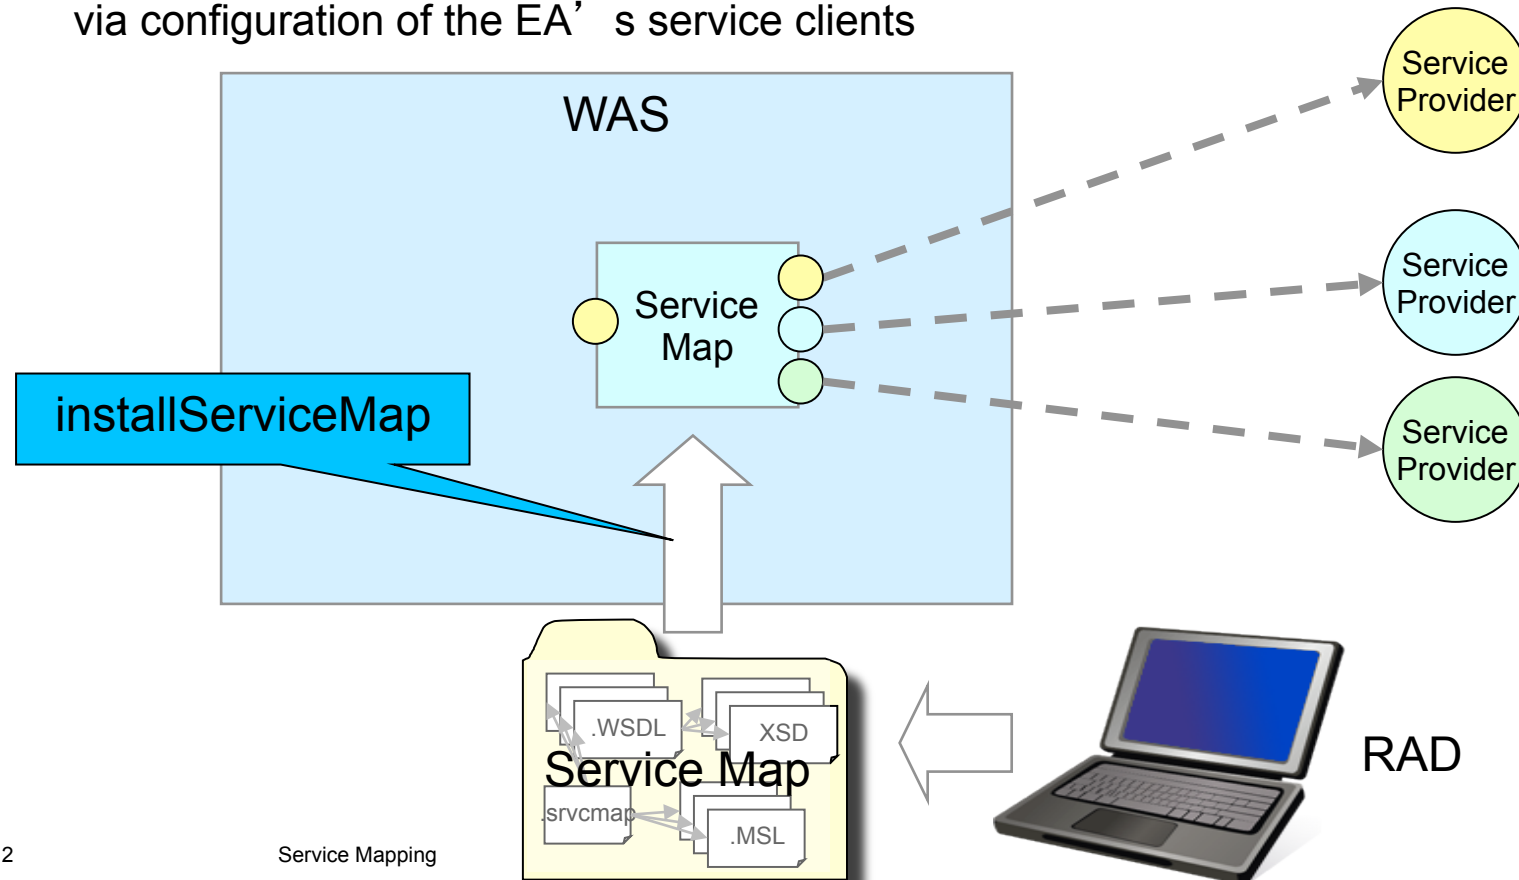 via configuration of the EA’s service clients
WAS
Service
Provider
Service
Provider
Service
Map
installServiceMap
Service
Provider
.WSDL
XSD
Service Map
.srvcmap
.MSL
RAD
2
Service Mapping